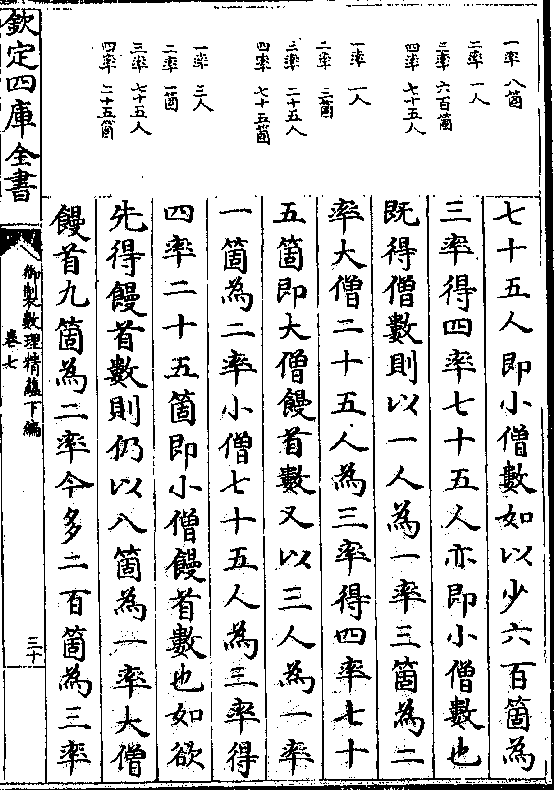 一率 八箇
二率 一人
三率 六百箇
四率 七十五人
一率 一人
二率 三箇
三率 二十五人
四率 七十五箇
一率 三人
二率 一箇
三率 七十五人
四率 二十五箇
七十五人即小僧數如以少六百箇為
三率得四率七十五人亦即小僧數也
既得僧數則以一人為一率三箇為二
率大僧二十五人為三率得四率七十
五箇即大僧饅首數又以三人為一率
一箇為二率小僧七十五人為三率得
四率二十五箇即小僧饅首數也如欲
先得饅首數則仍以八箇為一率大僧
饅首九箇為二率今多二百箇為三率
欽定四庫全書
御製數理精蘊下編
卷七
三十